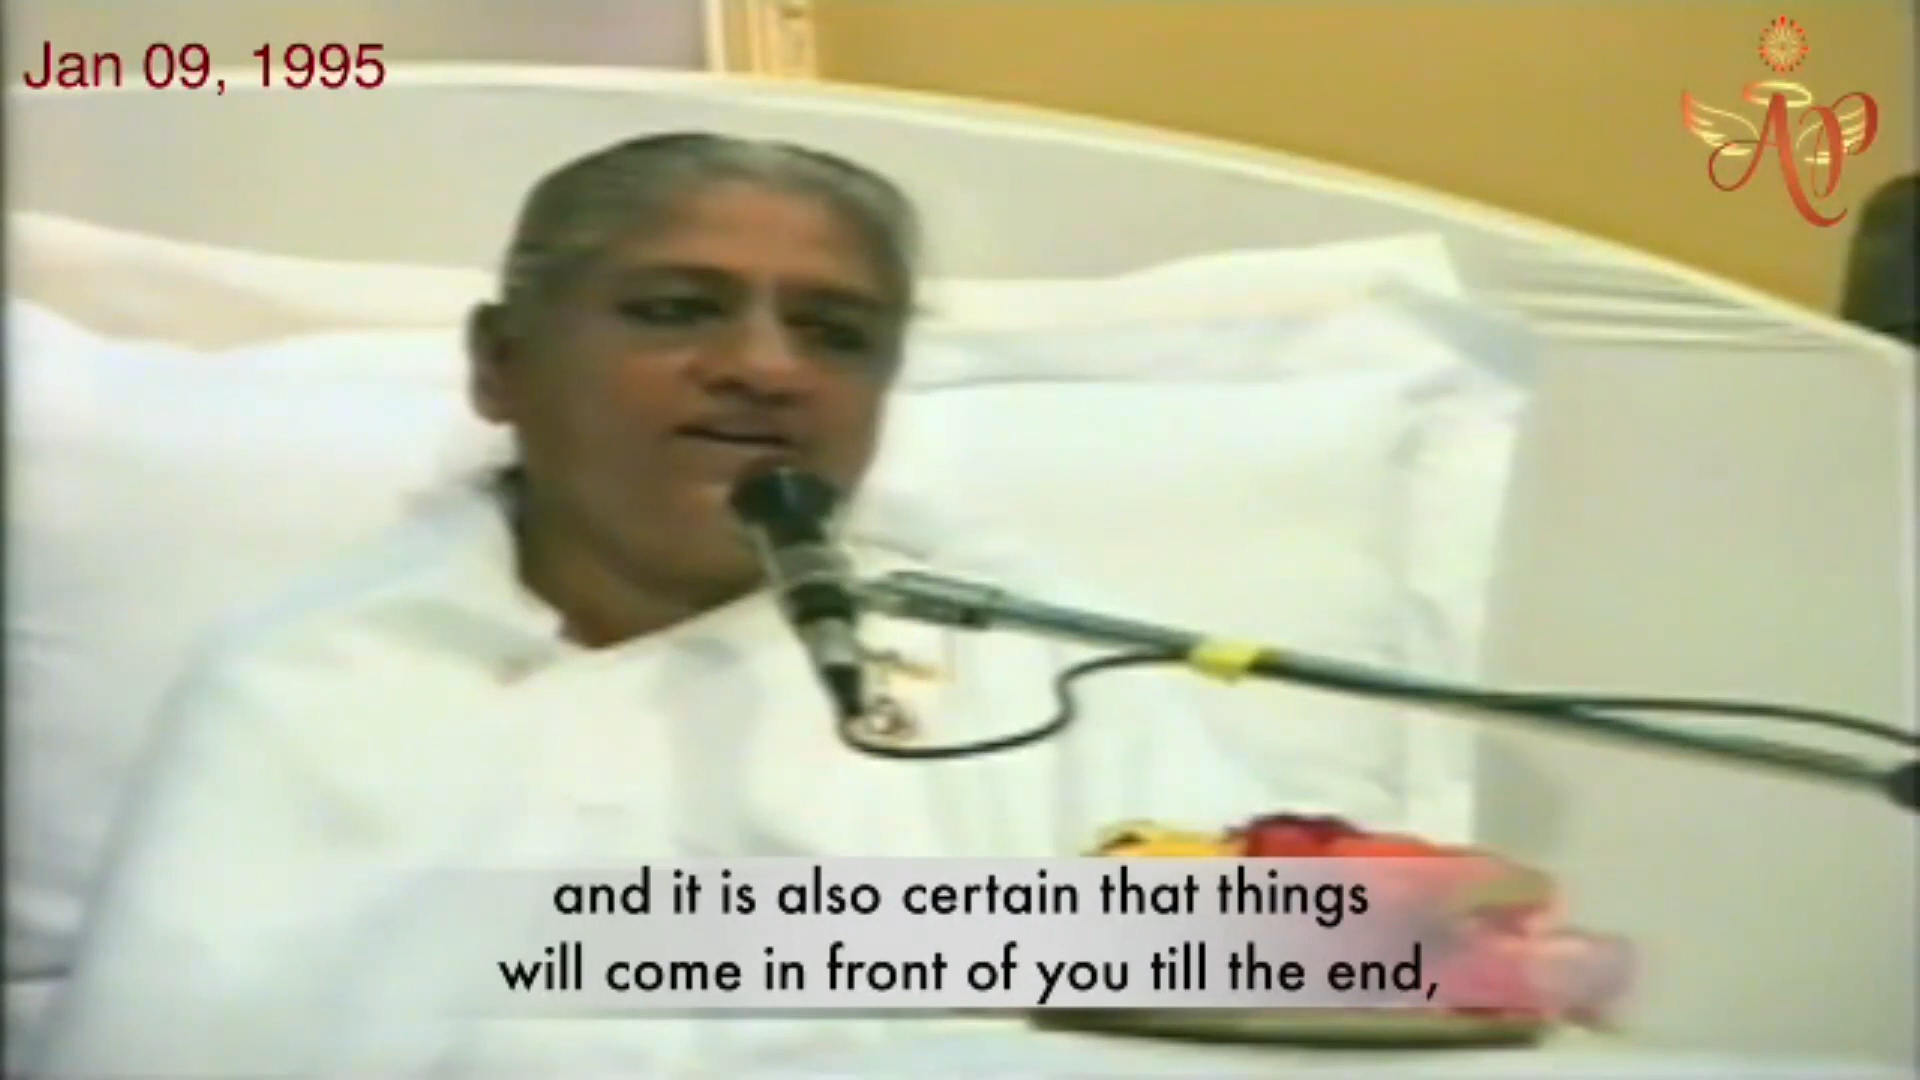 Jan 09, 1995
AP
and it is also certain that things
will come in front of you till the end,